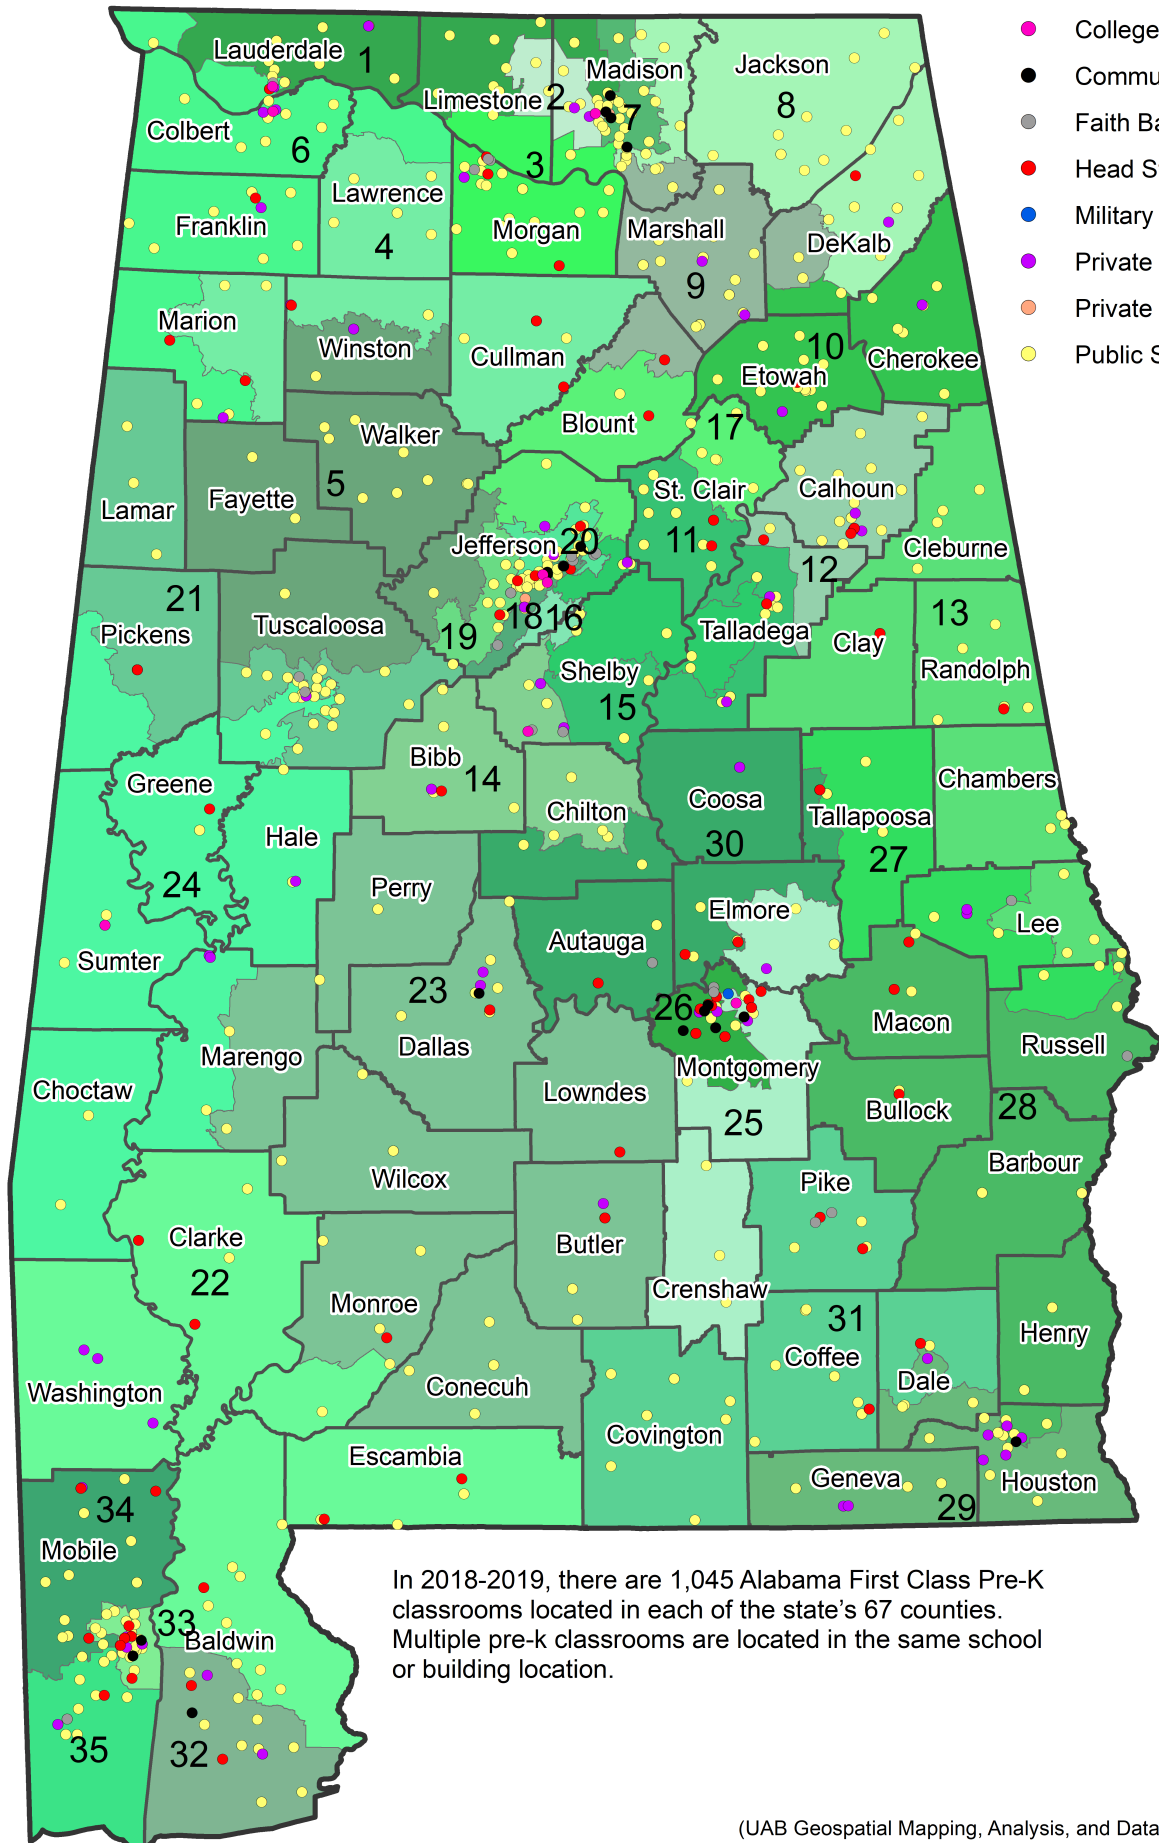 College
Commu
Faith Ba
Head S
Military
Private
Private
Public S
Lauderdale
1
Limestone
2
Madison
7
Jackson
8
Colbert
6
3
Lawrence
4
Franklin
Morgan
Marshall
9
DeKalb
Marion
Winston
Cullman
10
Etowah
Cherokee
Blount
17
Walker
5
Lamar
Fayette
St. Clair
11
Calhoun
12
Cleburne
Jefferson
20
18
16
19
21
Pickens
Tuscaloosa
Talladega
Clay
13
Randolph
Shelby
15
Bibb
14
Greene
24
Hale
Chilton
Coosa
30
Tallapoosa
27
Chambers
Perry
Elmore
Lee
Sumter
Autauga
23
Dallas
26
Montgomery
25
Macon
Russell
Marengo
Choctaw
Lowndes
Bullock
28
Barbour
Wilcox
Pike
Clarke
22
Butler
Crenshaw
Monroe
31
Coffee
Henry
Dale
Washington
Conecuh
Covington
Escambia
Geneva
29
Houston
34
Mobile
33
Baldwin
35
32
In 2018-2019, there are 1,045 Alabama First Class Pre-K
classrooms located in each of the state's 67 counties.
Multiple pre-k classrooms are located in the same school
or building location.
(UAB Geospatial Mapping, Analysis, and Data